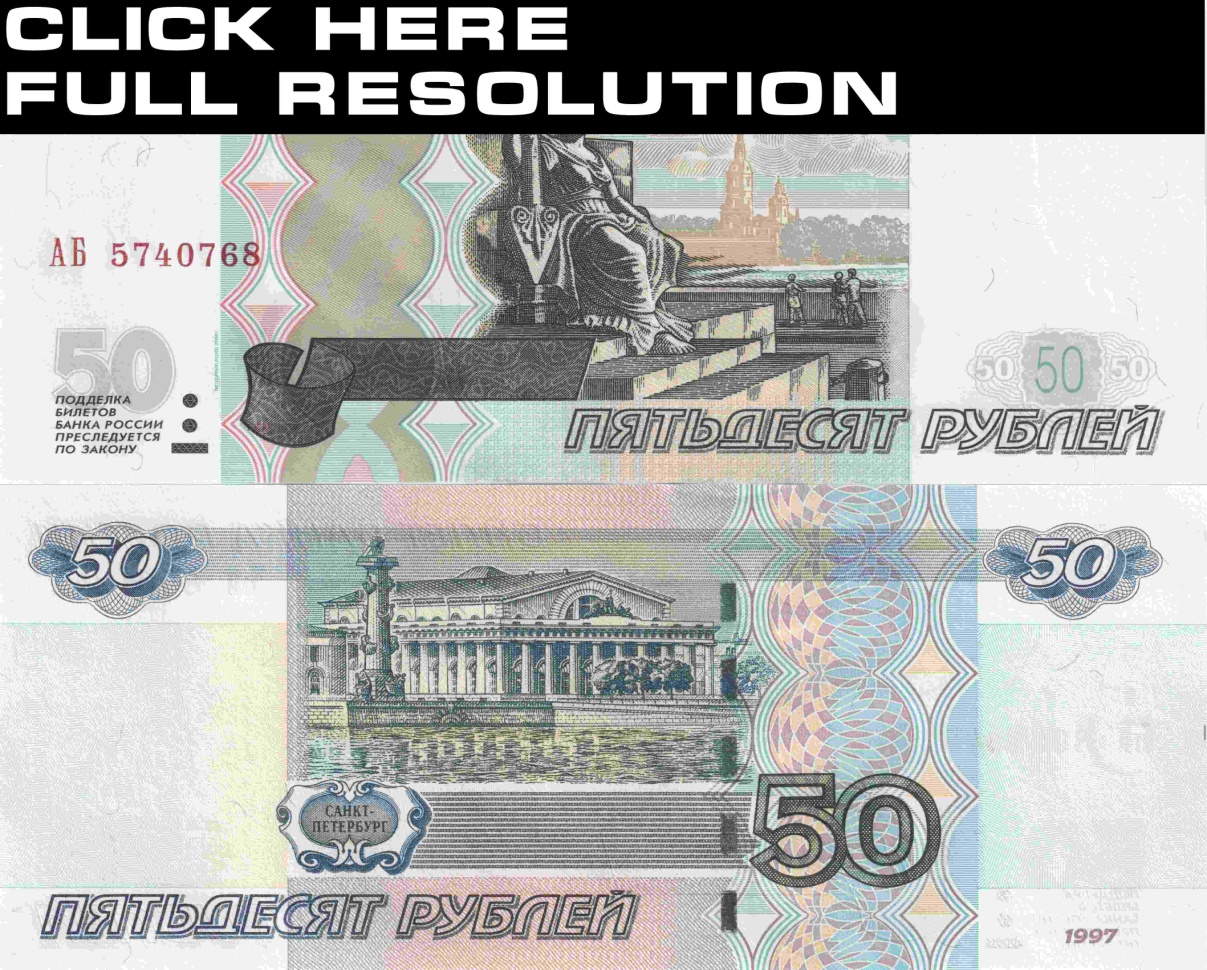 CLICK HERE
FULL RESOLUTION
АБ 5740768
50
ПОДДЕЛКА
БИЛЕТОВ
БАНКА РОССИИ
ПРЕСЛЕДУЕТСЯ
ПО ЗАКОНУ
50 50 50
ПЯТЬДЕСЯТ РУБЛЕЙ
50
50
САНКТ-
ПЕТЕРБУРГ
50
ПЯТЬДЕСЯТ РУБЛЕЙ
1997